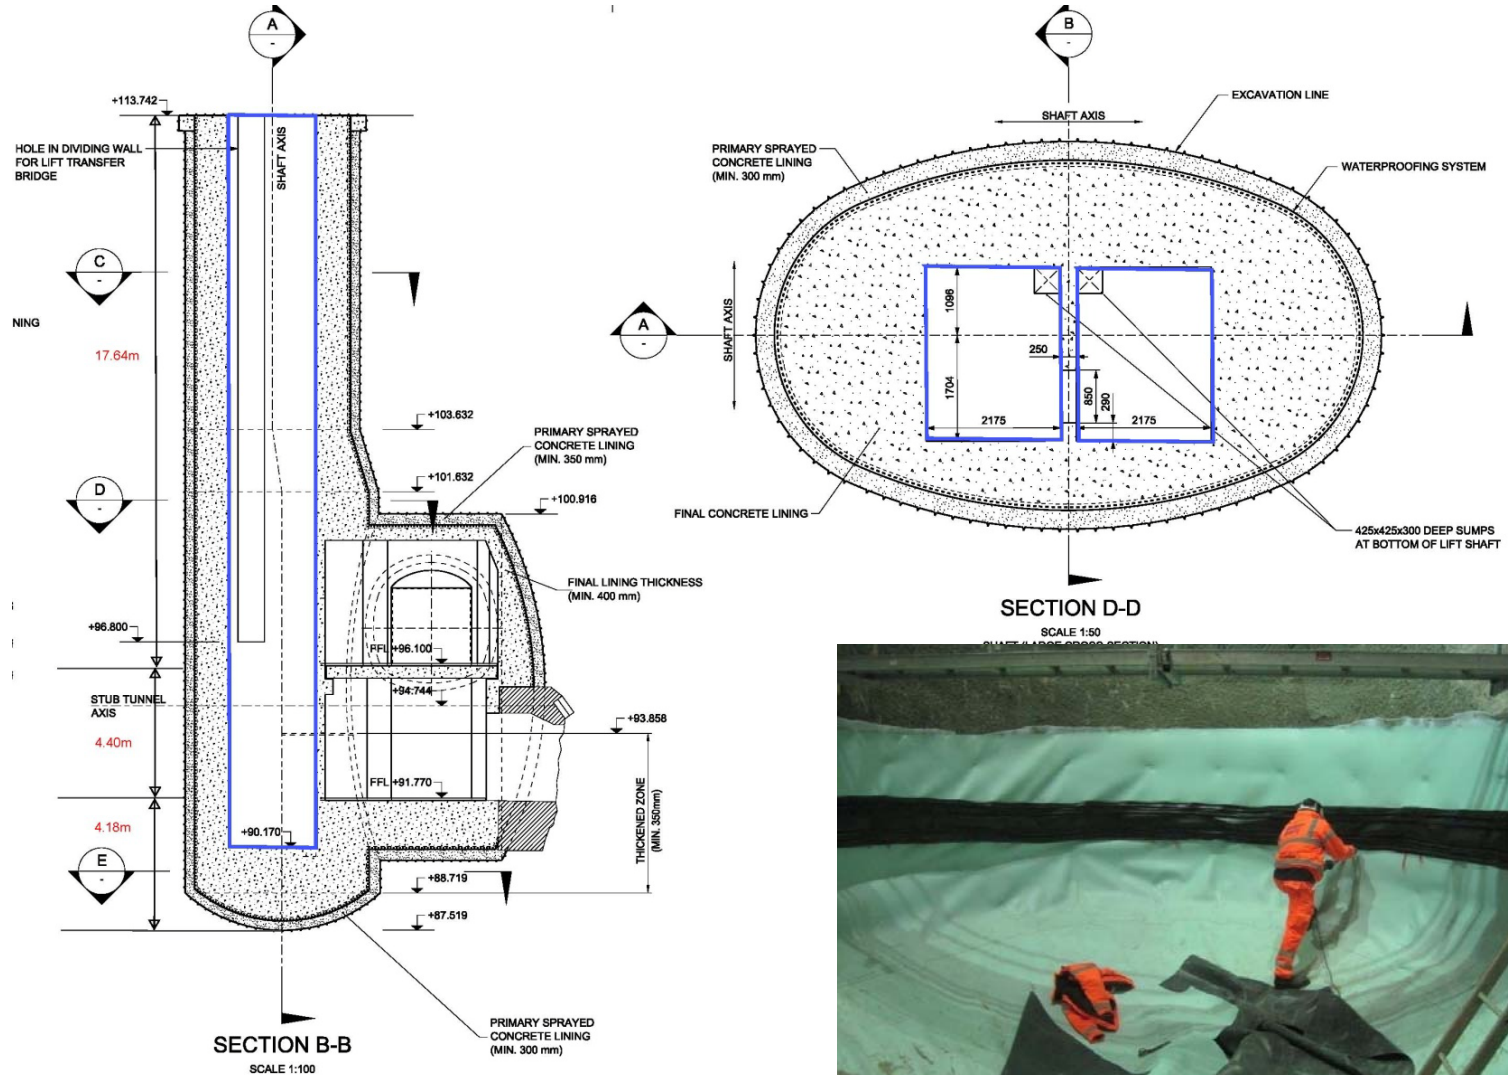 A
-
+113.742
HOLE IN DIVIDING WALL
FOR LIFT TRANSFER
BRIDGE
SHAFT AXIS
C
-
NING
17.64m
+103.632
PRIMARY SPRAYED
CONCRETE LINING
(MIN. 350 mm)
+101.632
D
-
+100.916
FINAL LINING THICKNESS
(MIN. 400 mm)
+96.800
FFL +96.100
STUB TUNNEL
AXIS
+94.744
+93.858
4.40m
FFL +91.770
THICKENED ZONE
(MIN. 350mm)
4.18m
+90.170
E
-
+88.719
+87.519
PRIMARY SPRAYED
CONCRETE LINING
(MIN. 300 mm)
SECTION B-B
SCALE 1:100
B
-
EXCAVATION LINE
SHAFT AXIS
PRIMARY SPRAYED
CONCRETE LINING
(MIN. 300 mm)
WATERPROOFING SYSTEM
SHAFT AXIS
A
-
1096
250
1704
850
290
2175
2175
FINAL CONCRETE LINING
425x425x300 DEEP SUMPS
AT BOTTOM OF LIFT SHAFT
SECTION D-D
SCALE 1:50